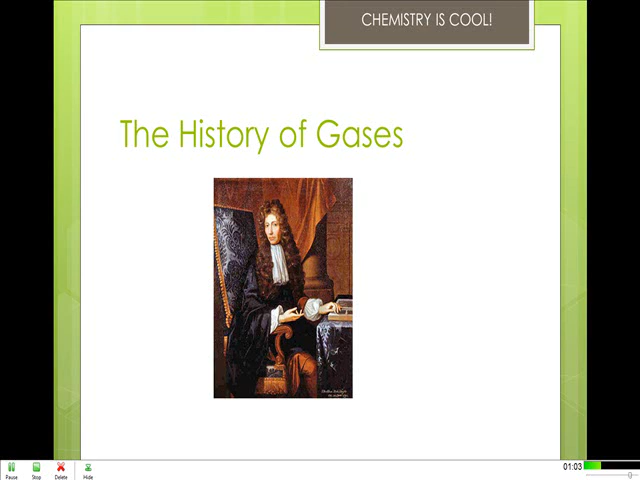 CHEMISTRY IS COOL!
The History of Gases
01:03
Pause Stop Delete Hide